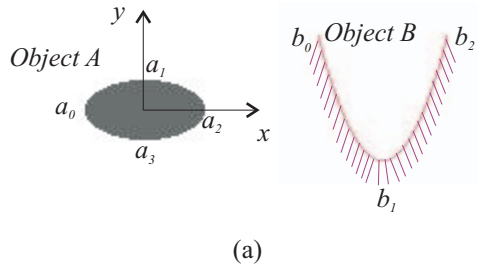 y
Object A
a₁
a₀
a₂
x
a₃
b₀
Object B
b₂
b₁
(a)